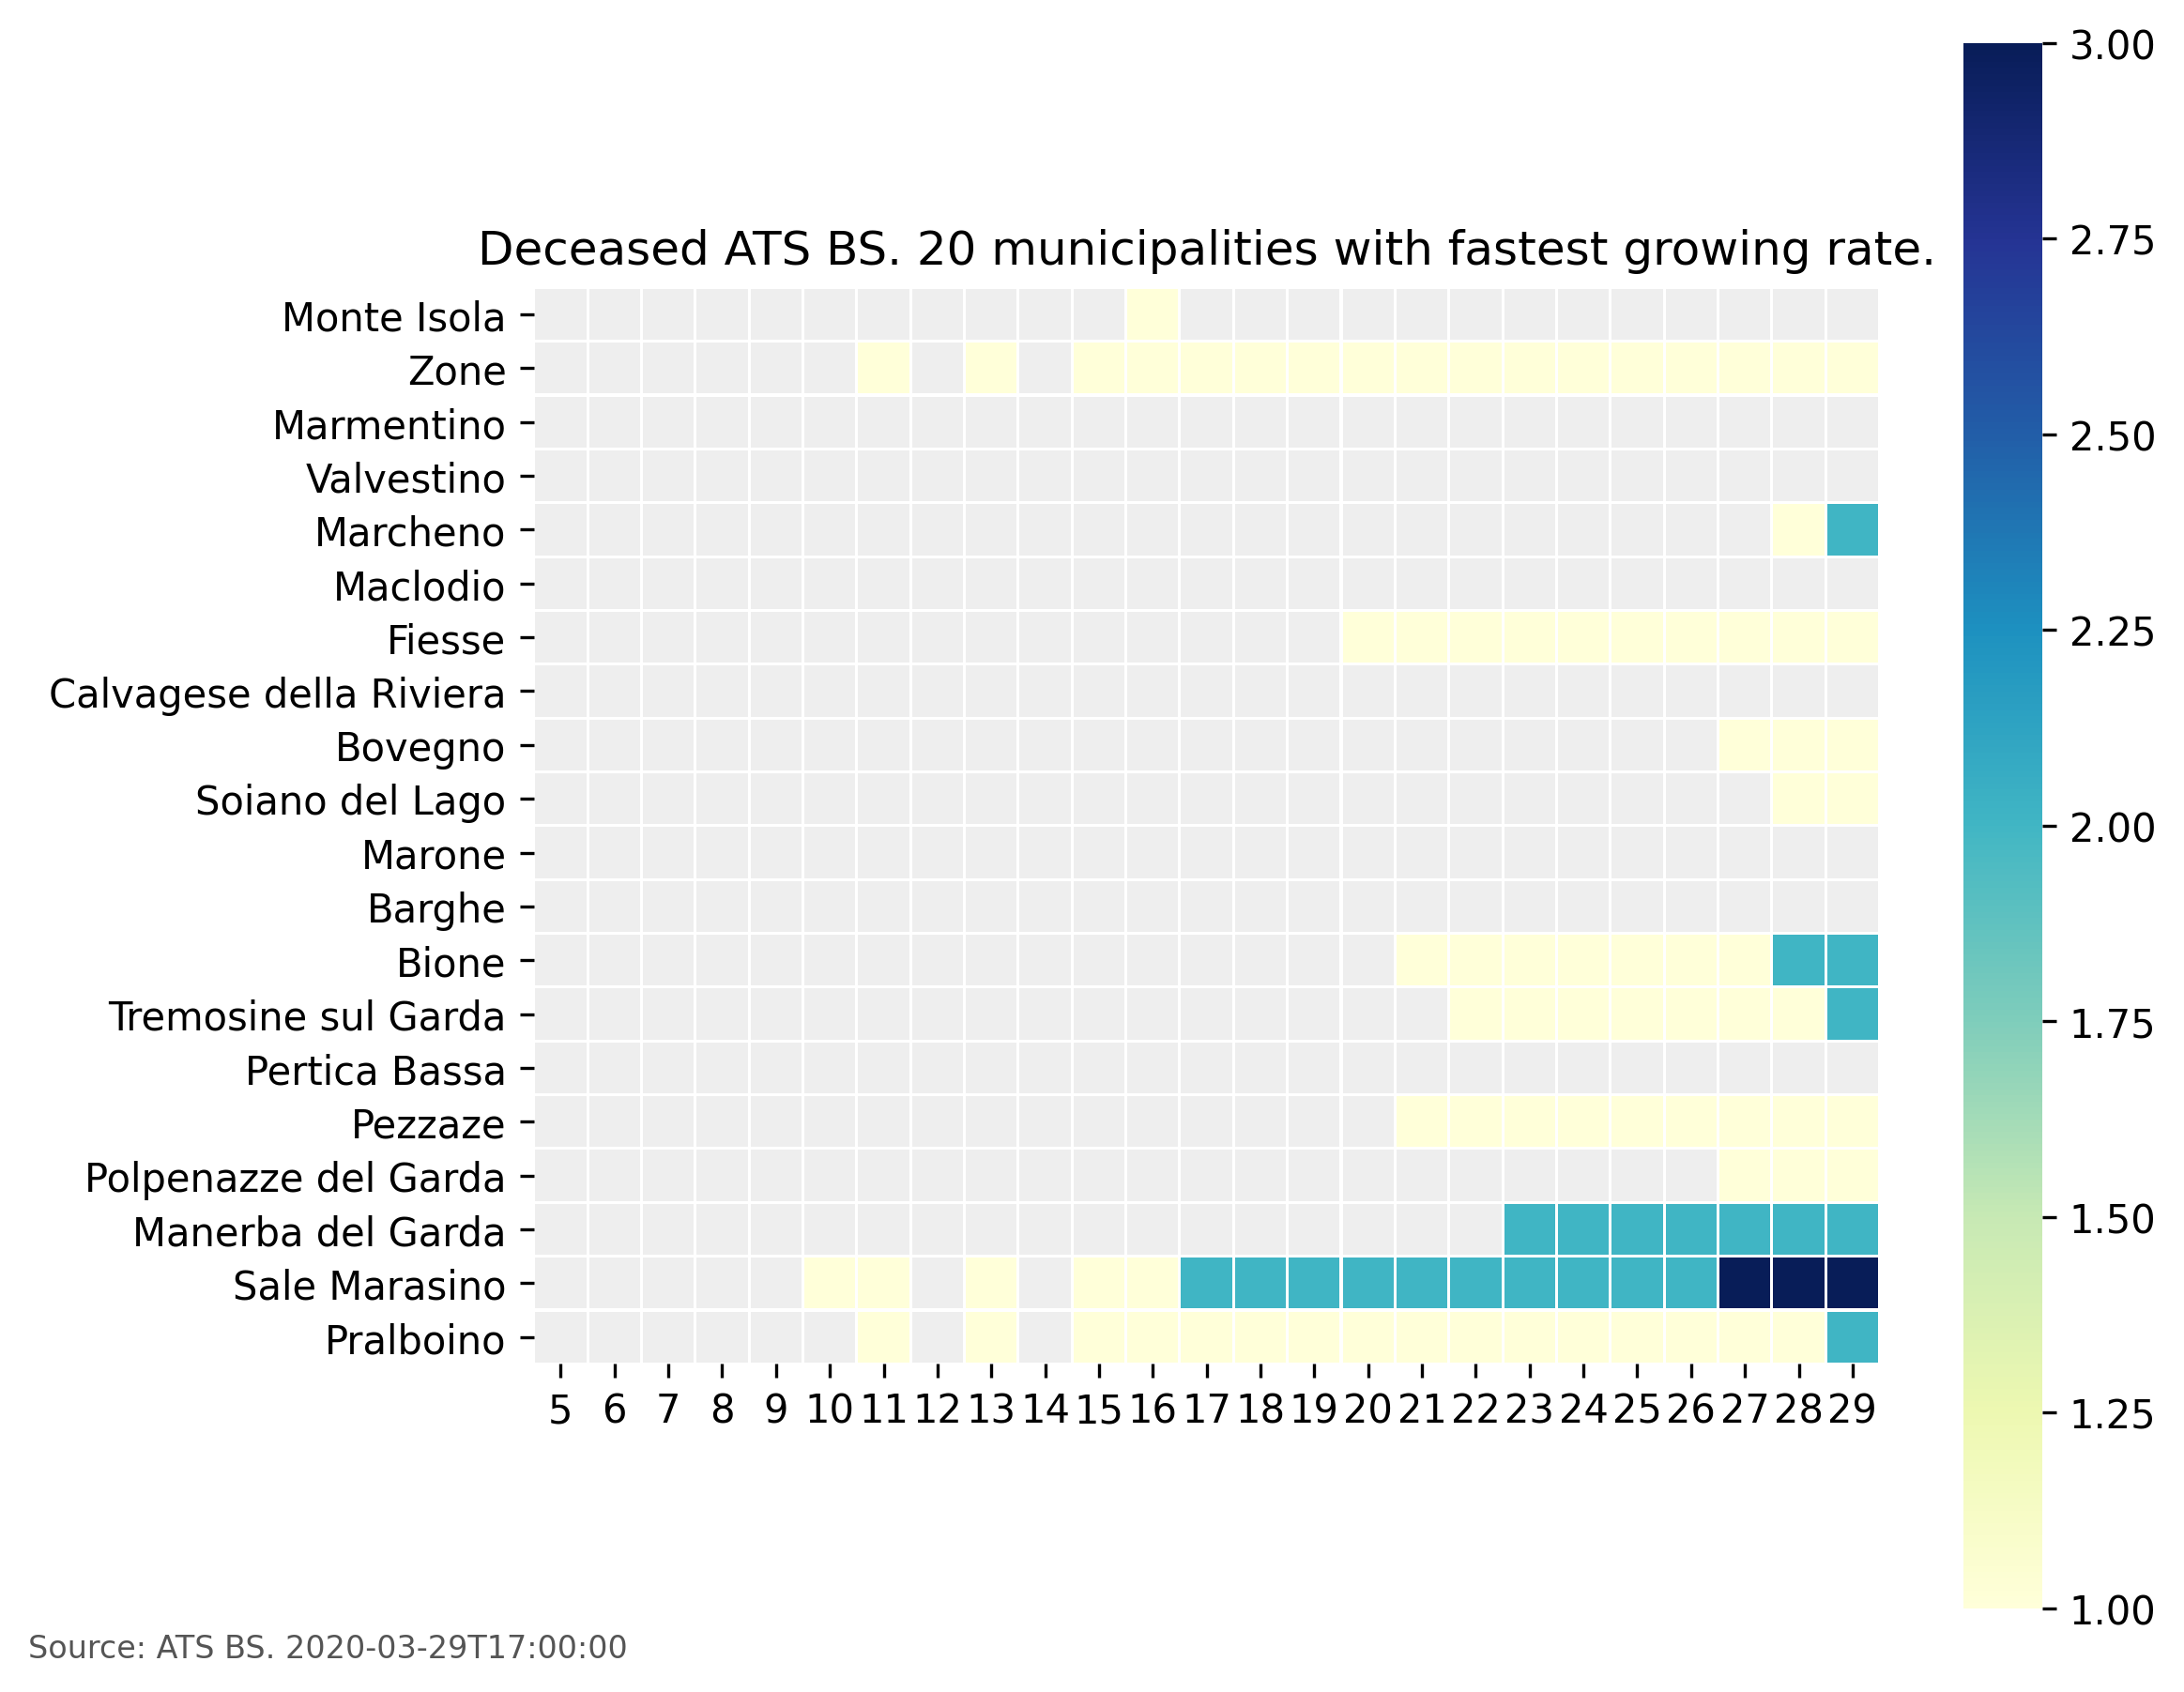 Deceased ATS BS. 20 municipalities with fastest growing rate.
Monte Isola
Zone
Marmentino
Valvestino
Marcheno
Maclodio
Fiesse
Calvagese della Riviera
Bovegno
Soiano del Lago
Marone
Barghe
Bione
Tremosine sul Garda
Pertica Bassa
Pezzaze
Polpenazze del Garda
Manerba del Garda
Sale Marasino
Pralboino
5 6 7 8 9 10 11 12 13 14 15 16 17 18 19 20 21 22 23 24 25 26 27 28 29
3.00
2.75
2.50
2.25
2.00
1.75
1.50
1.25
1.00
Source: ATS BS. 2020-03-29T17:00:00